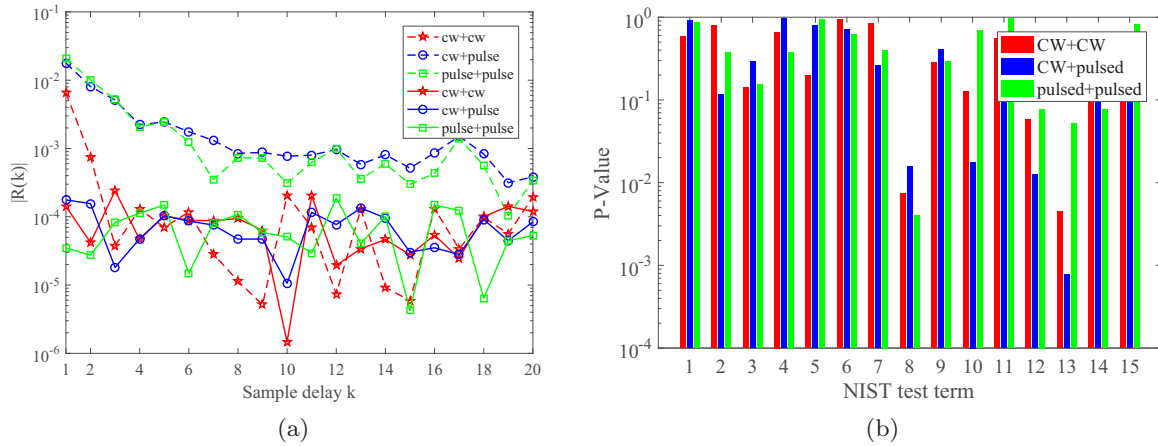 10^0
10^-1
10^-2
10^-3
10^-4
10^-5
10^-6
|R(k)|
1 2 4 6 8 10 12 14 16 18 20
Sample delay k
cw+cw
cw+pulse
pulse+pulse
cw+cw
cw+pulse
pulse+pulse
(a)
10^0
10^-1
10^-2
10^-3
10^-4
P-Value
1 2 3 4 5 6 7 8 9 10 11 12 13 14 15
NIST test term
CW+CW
CW+pulsed
pulsed+pulsed
(b)